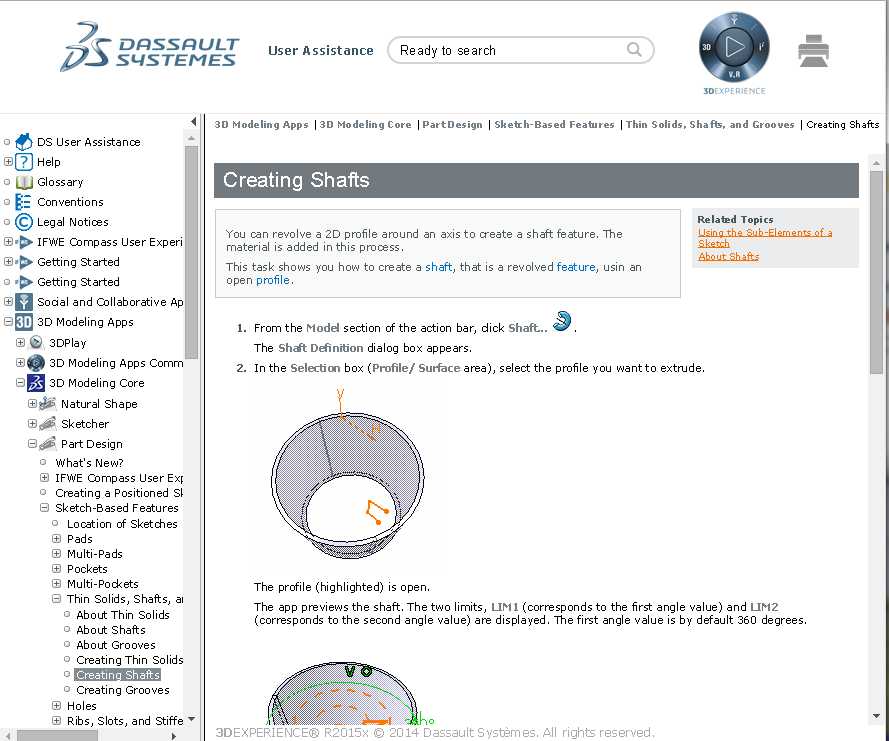 DASSAULT
SYSTEMES
User Assistance
Ready to search
3D
V.R
3DEXPERIENCE
3D Modeling Apps | 3D Modeling Core | Part Design | Sketch-Based Features | Thin Solids, Shafts, and Grooves | Creating Shafts
DS User Assistance
Help
Glossary
Conventions
Legal Notices
IFWE Compass User Experi
Getting Started
Getting Started
Social and Collaborative Ap
3D Modeling Apps
3DPlay
3D Modeling Apps Comm
3D Modeling Core
Natural Shape
Sketcher
Part Design
What's New?
IFWE Compass User Exp
Creating a Positioned Sk
Sketch-Based Features
Location of Sketches
Pads
Multi-Pads
Pockets
Multi-Pockets
Thin Solids, Shafts, a
About Thin Solids
About Shafts
About Grooves
Creating Thin Solids
Creating Shafts
Creating Grooves
Holes
Ribs, Slots, and Stiffe
Creating Shafts
You can revolve a 2D profile around an axis to create a shaft feature. The
material is added in this process.
This task shows you how to create a shaft, that is a revolved feature, usin an
open profile.
Related Topics
Using the Sub-Elements of a
Sketch
About Shafts
1. From the Model section of the action bar, click Shaft... .
The Shaft Definition dialog box appears.
2. In the Selection box (Profile/ Surface area), select the profile you want to extrude.
V
H
The profile (highlighted) is open.
The app previews the shaft. The two limits, LIM1 (corresponds to the first angle value) and LIM2
(corresponds to the second angle value) are displayed. The first angle value is by default 360 degrees.
3DEXPERIENCE® R2015x © 2014 Dassault Systèmes. All rights reserved.